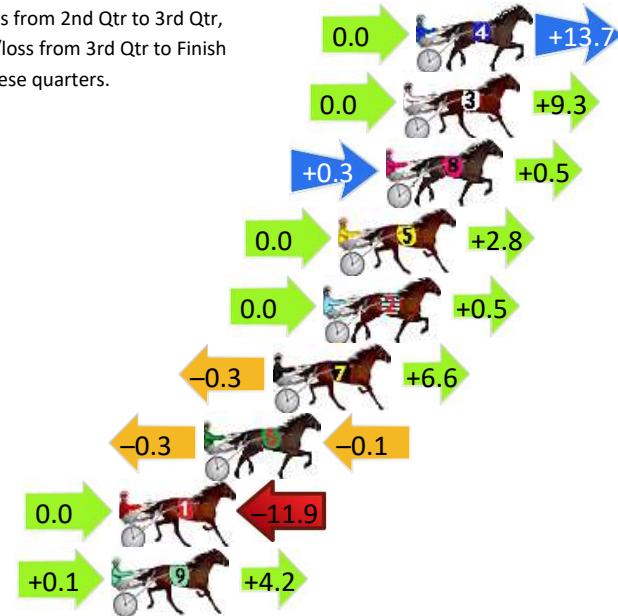 s from 2nd Qtr to 3rd Qtr,
/loss from 3rd Qtr to Finish
ese quarters.
0.0 4 +13.7
0.0 3 +9.3
+0.3 8 +0.5
0.0 5 +2.8
0.0 2 +0.5
–0.3 7 +6.6
–0.3 6 –0.1
0.0 1 –11.9
+0.1 9 +4.2